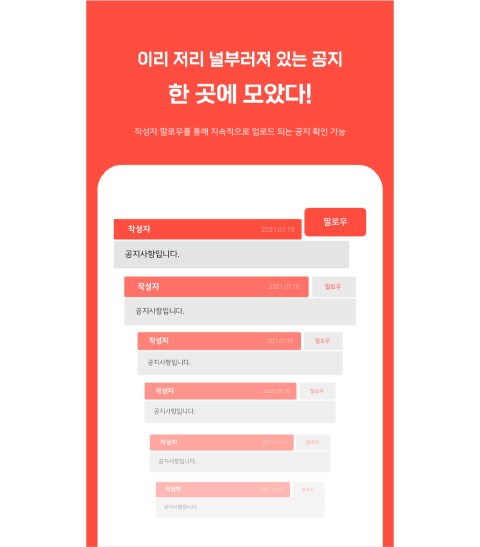 이리 저리 널부러져 있는 공지
한 곳에 모았다!
작성자 팔로우를 통해 지속적으로 업로드 되는 공지 확인 가능
작성자 2021.07.16 팔로우
공지사항입니다.
작성자 2021.07.16 팔로우
공지사항입니다.
작성자 2021.07.16 팔로우
공지사항입니다.
작성자 2021.07.16 팔로우
공지사항입니다.
작성자 팔로우
공지사항입니다.
작성자 팔로우
공지사항입니다.